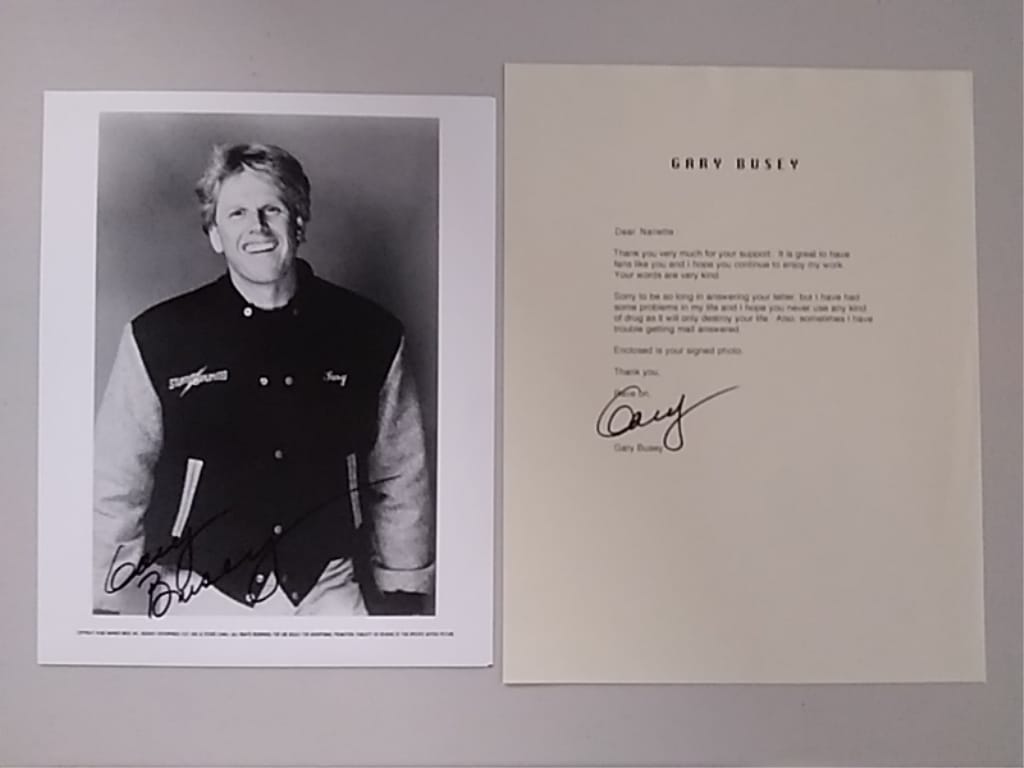 Gary
Gary
Busey
GARY BUSEY
Dear Nanette
Thank you very much for your support. It is great to have
fans like you and I hope you continue to enjoy my work.
Your words are very kind.
Sorry to be so long in answering your letter, but I have had
some problems in my life and I hope you never use any kind
of drug as it will only destroy your life. Also, sometimes I have
trouble getting mail answered.
Enclosed is your signed photo.
Thank you,
Gary
Gary Busey